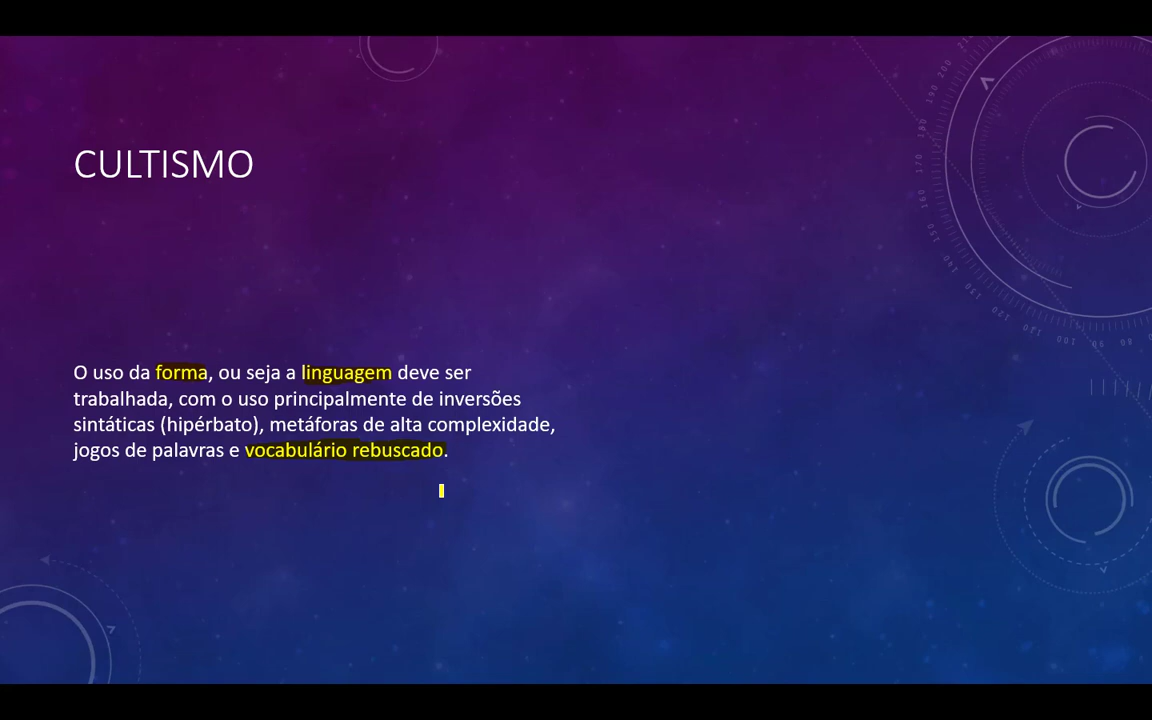 CULTISMO
O uso da forma, ou seja a linguagem deve ser
trabalhada, com o uso principalmente de inversões
sintáticas (hipérbato), metáforas de alta complexidade,
jogos de palavras e vocabulário rebuscado.